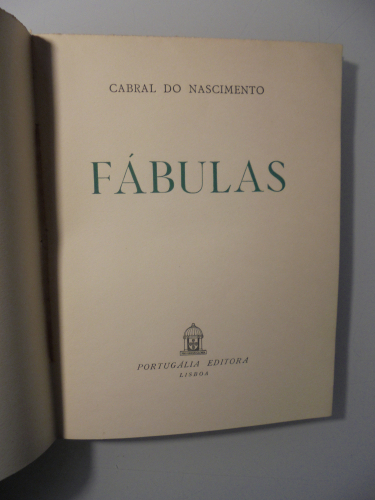 CABRAL DO NASCIMENTO
FÁBULAS
PORTUGÁLIA EDITORA
LISBOA